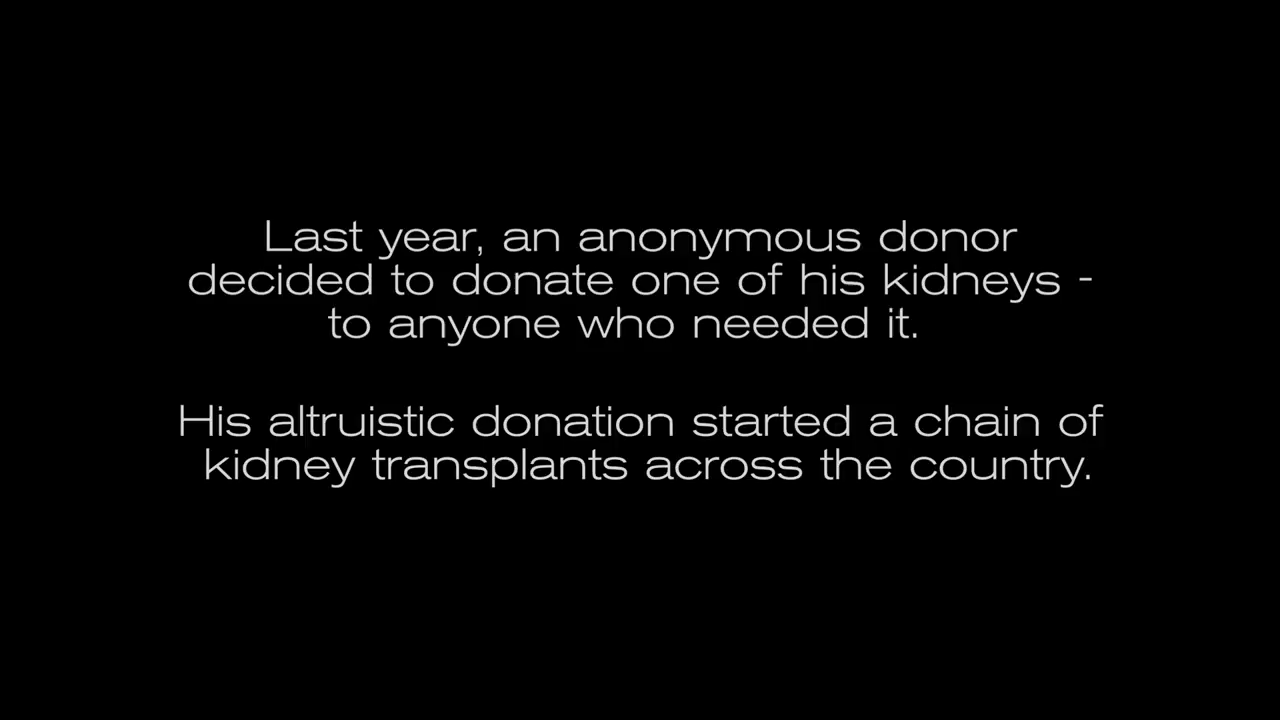 Last year, an anonymous donor
decided to donate one of his kidneys -
to anyone who needed it.
His altruistic donation started a chain of
kidney transplants across the country.